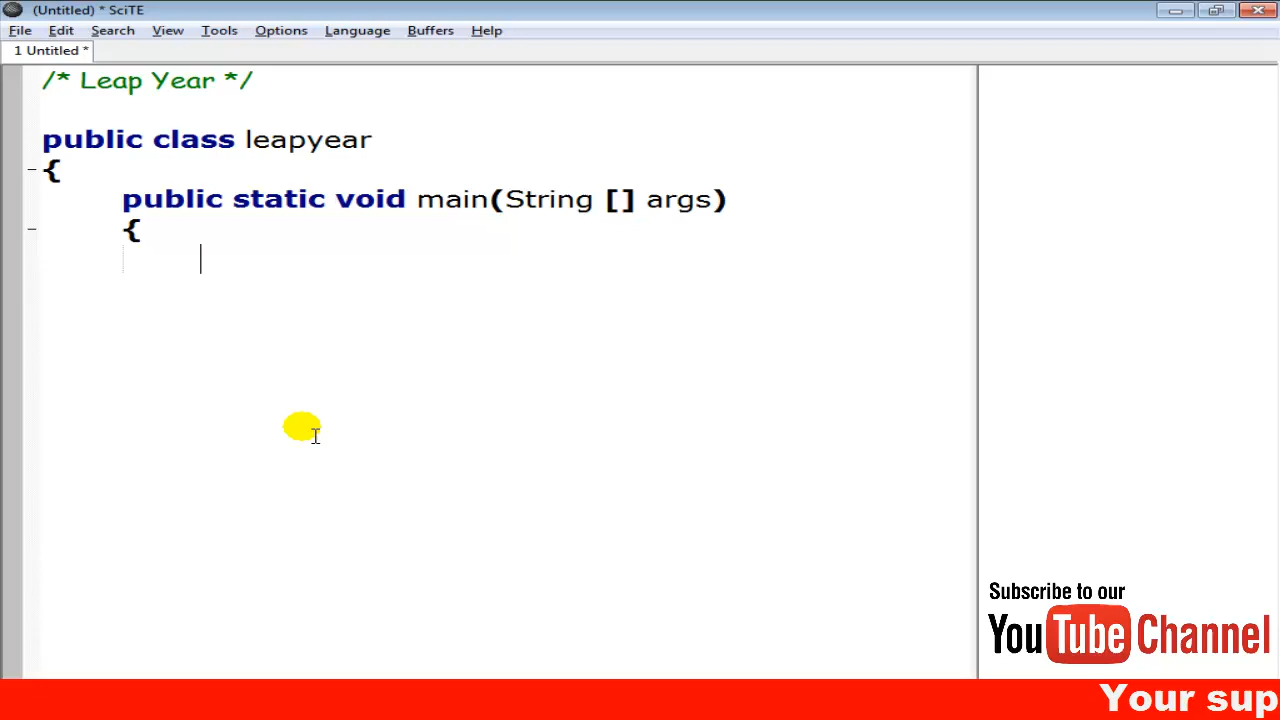 (Untitled) * SciTE
File Edit Search View Tools Options Language Buffers Help
1 Untitled *
/* Leap Year */
public class leapyear
{
public static void main(String [] args)
{
Subscribe to our
YouTube Channel
Your sup